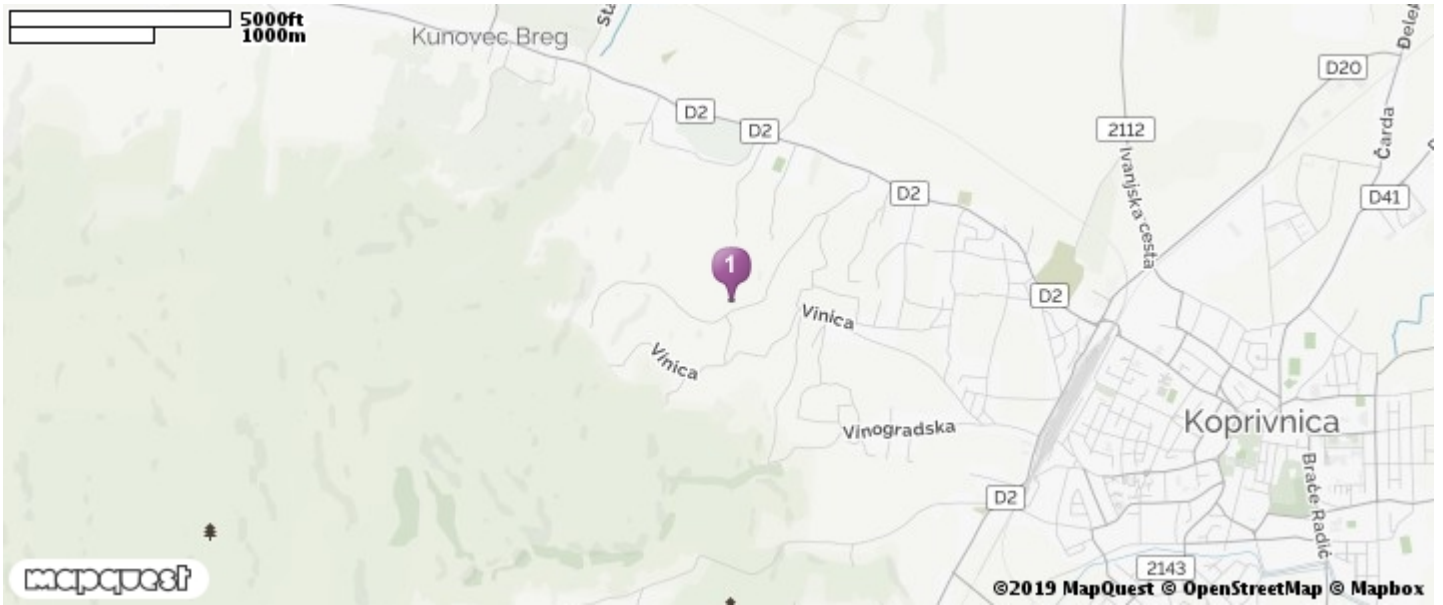 5000ft
1000m
Kunovec Breg
D20
Čarda
D2
D2
2112
Ivanjska cesta
D2
D41
1
D2
Vinica
Vinica
Vinogradska
Koprivnica
Braće Radić
D2
2143
mapquest
©2019 MapQuest © OpenStreetMap © Mapbox